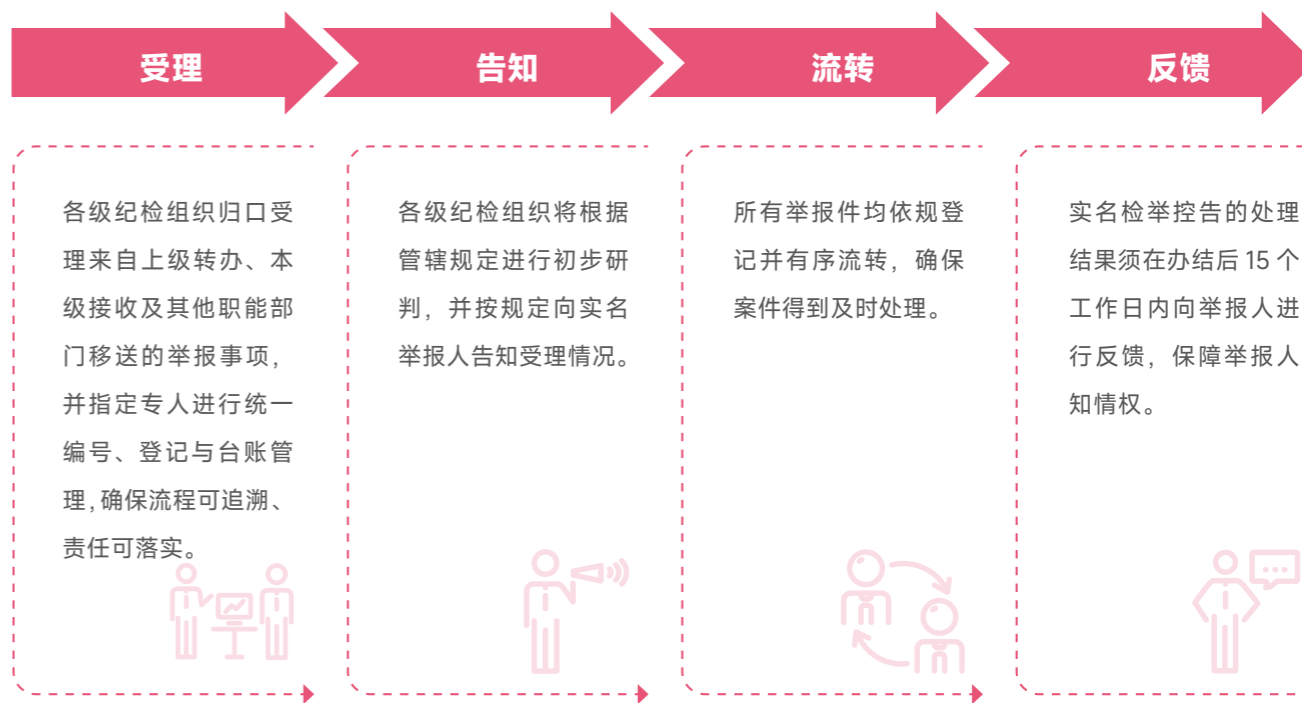 受理
告知
流转
反馈
各级纪检组织归口受
理来自上级转办、本
级接收及其他职能部
门移送的举报事项，
并指定专人进行统一
编号、登记与台账管
理，确保流程可追溯、
责任可落实。
各级纪检组织将根据
管辖规定进行初步研
判，并按规定向实名
举报人告知受理情况。
所有举报件均依规登
记并有序流转，确保
案件得到及时处理。
实名检举控告的处理
结果须在办结后 15 个
工作日内向举报人进
行反馈，保障举报人
知情权。